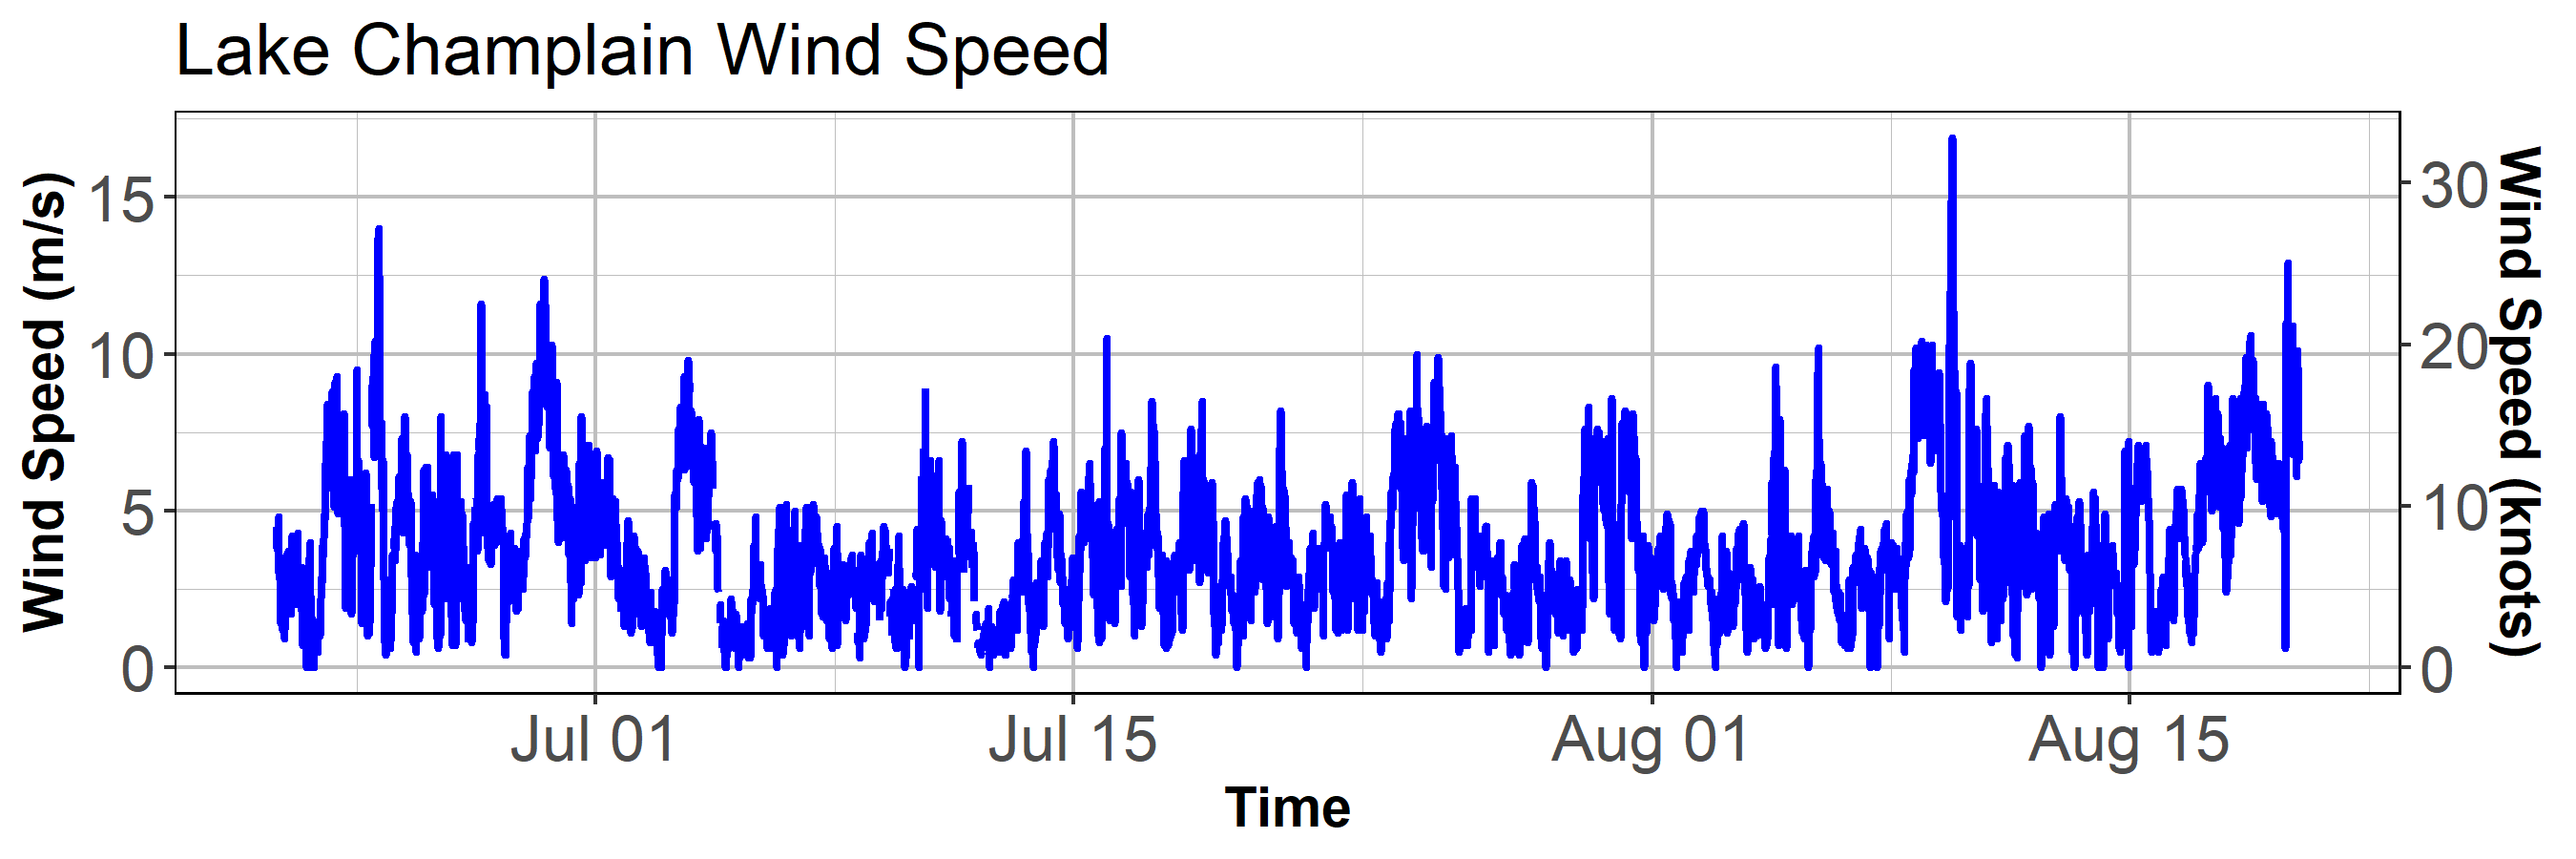 Lake Champlain Wind Speed
Wind Speed (m/s)
15
10
5
0
30
20
10
0
Wind Speed (knots)
Jul 01
Jul 15
Aug 01
Aug 15
Time